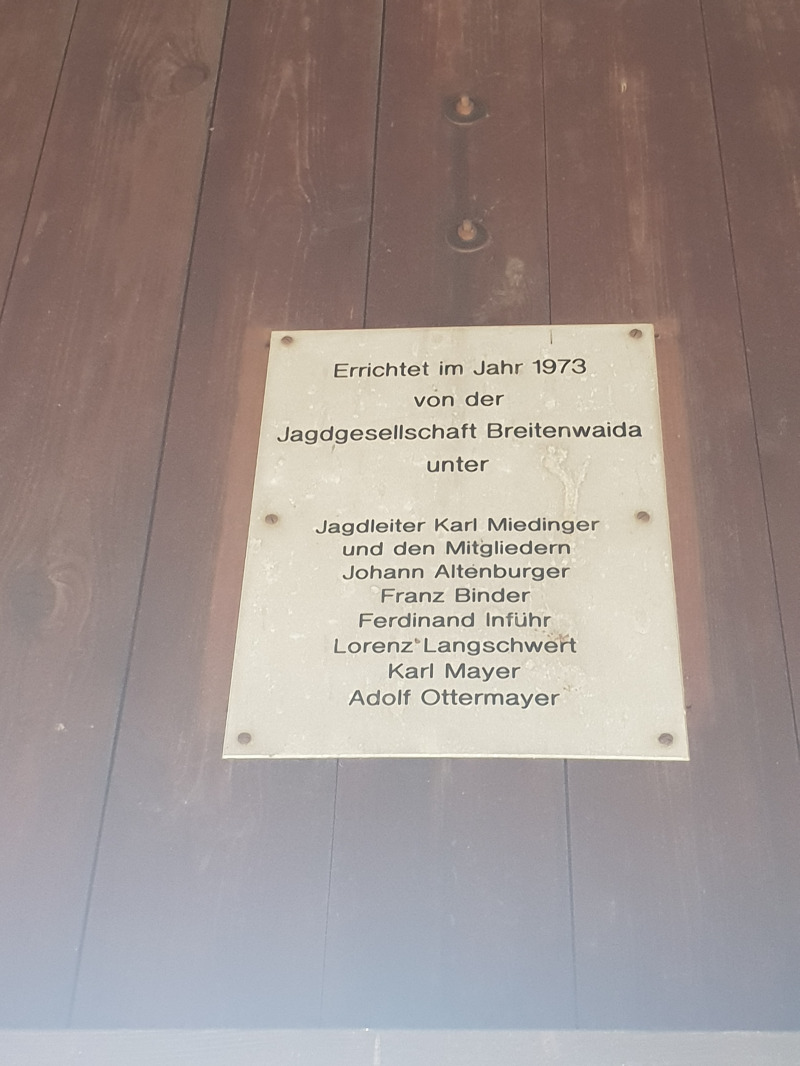 Errichtet im Jahr 1973
von der
Jagdgesellschaft Breitenwaida
unter
Jagdleiter Karl Miedinger
und den Mitgliedern
Johann Altenburger
Franz Binder
Ferdinand Inführ
Lorenz Langschwert
Karl Mayer
Adolf Ottermayer